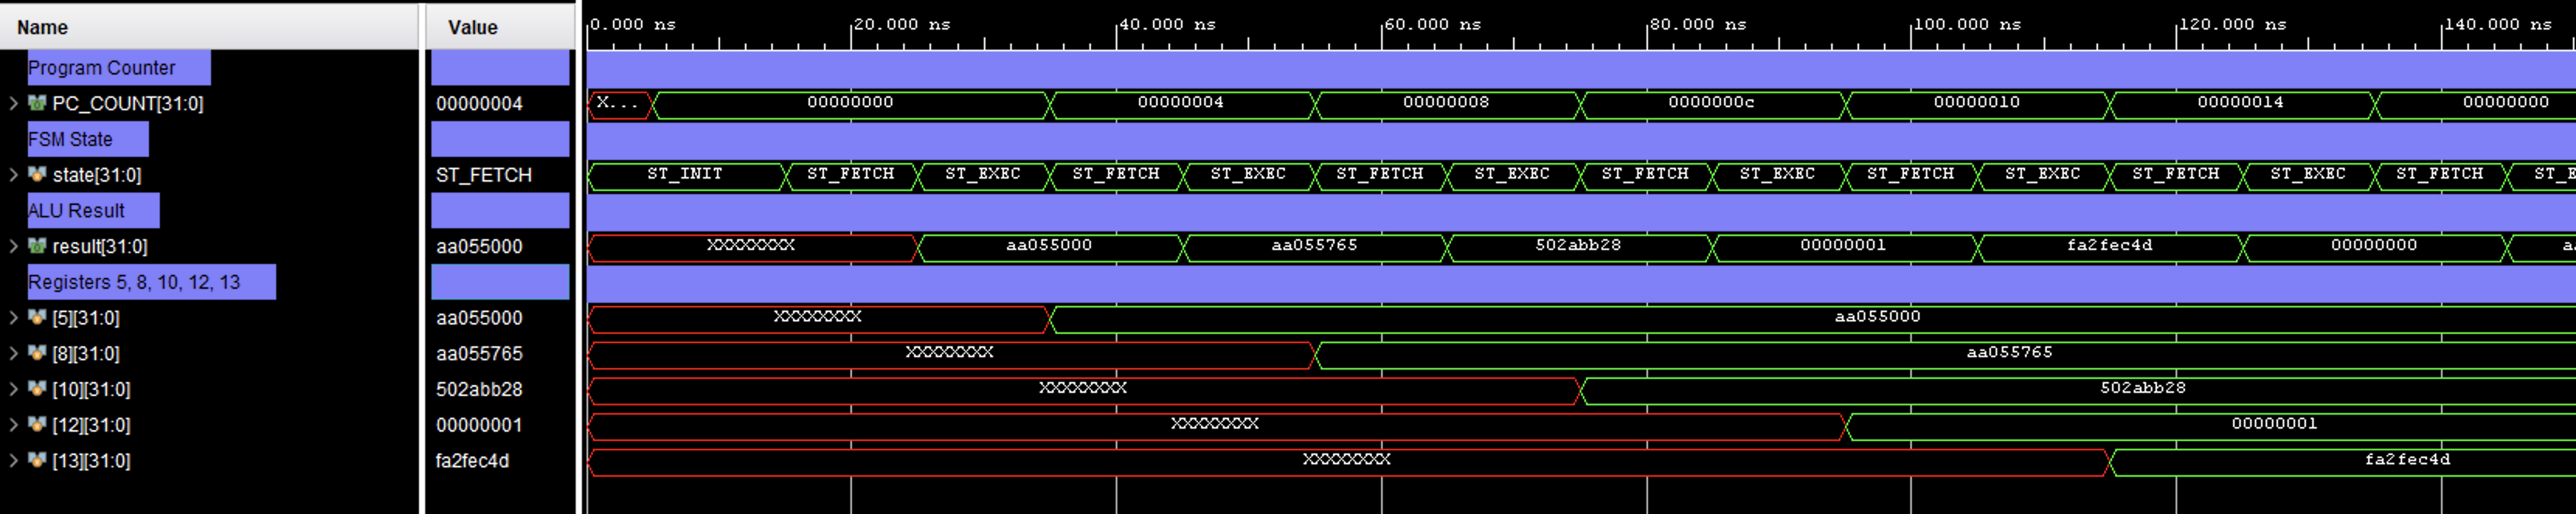 Name Value 0.000 ns 20.000 ns 40.000 ns 60.000 ns 80.000 ns 100.000 ns 120.000 ns 140.000 ns
Program Counter
PC_COUNT[31:0] 00000004 X... 00000000 00000004 00000008 0000000c 00000010 00000014 00000000
FSM State
state[31:0] ST_FETCH ST_INIT ST_FETCH ST_EXEC ST_FETCH ST_EXEC ST_FETCH ST_EXEC ST_FETCH ST_EXEC ST_FETCH ST_EXEC ST_FETCH ST_EXEC ST_FETCH ST_E
ALU Result
result[31:0] aa055000 XXXXXXXX aa055000 aa055765 502abb28 00000001 fa2fec4d 00000000 a
Registers 5, 8, 10, 12, 13
[5][31:0] aa055000 XXXXXXXX aa055000
[8][31:0] aa055765 XXXXXXXX aa055765
[10][31:0] 502abb28 XXXXXXXX 502abb28
[12][31:0] 00000001 XXXXXXXX 00000001
[13][31:0] fa2fec4d XXXXXXXX fa2fec4d